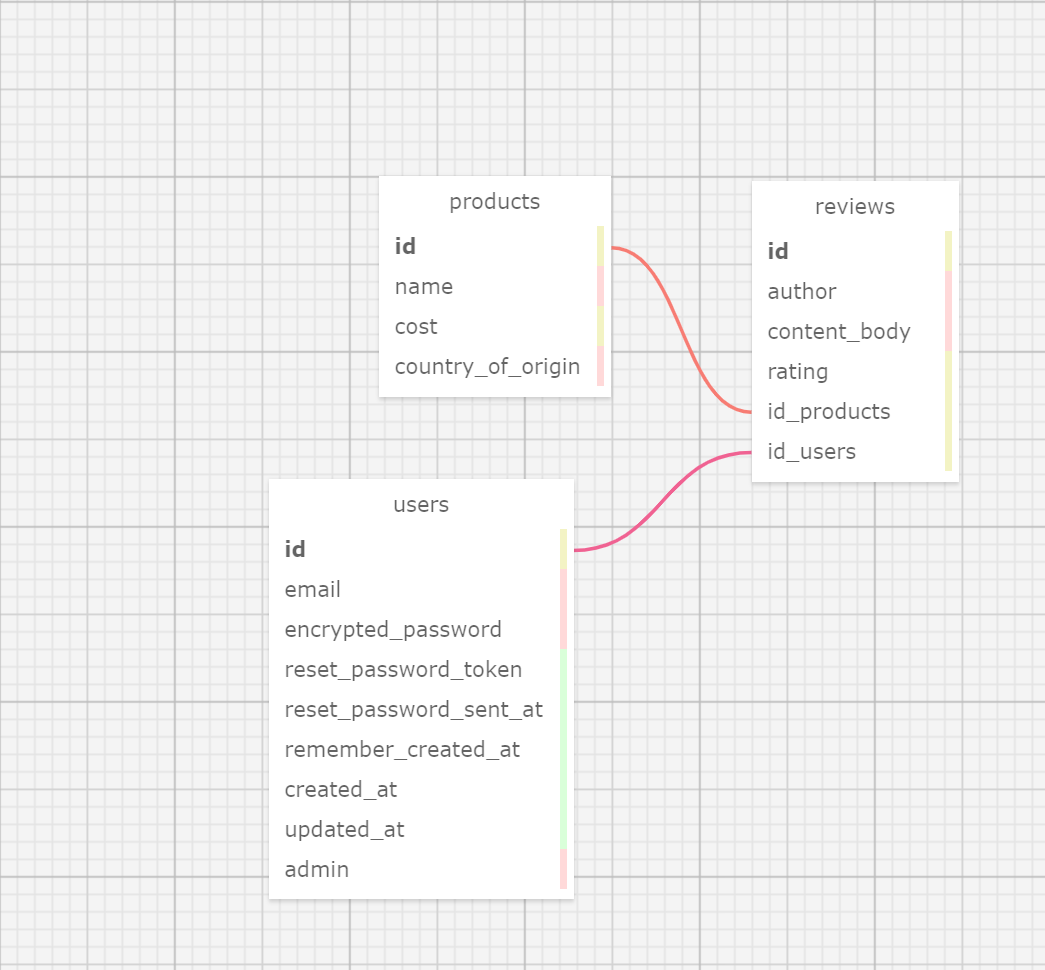 products
id
name
cost
country_of_origin
reviews
id
author
content_body
rating
id_products
id_users
users
id
email
encrypted_password
reset_password_token
reset_password_sent_at
remember_created_at
created_at
updated_at
admin